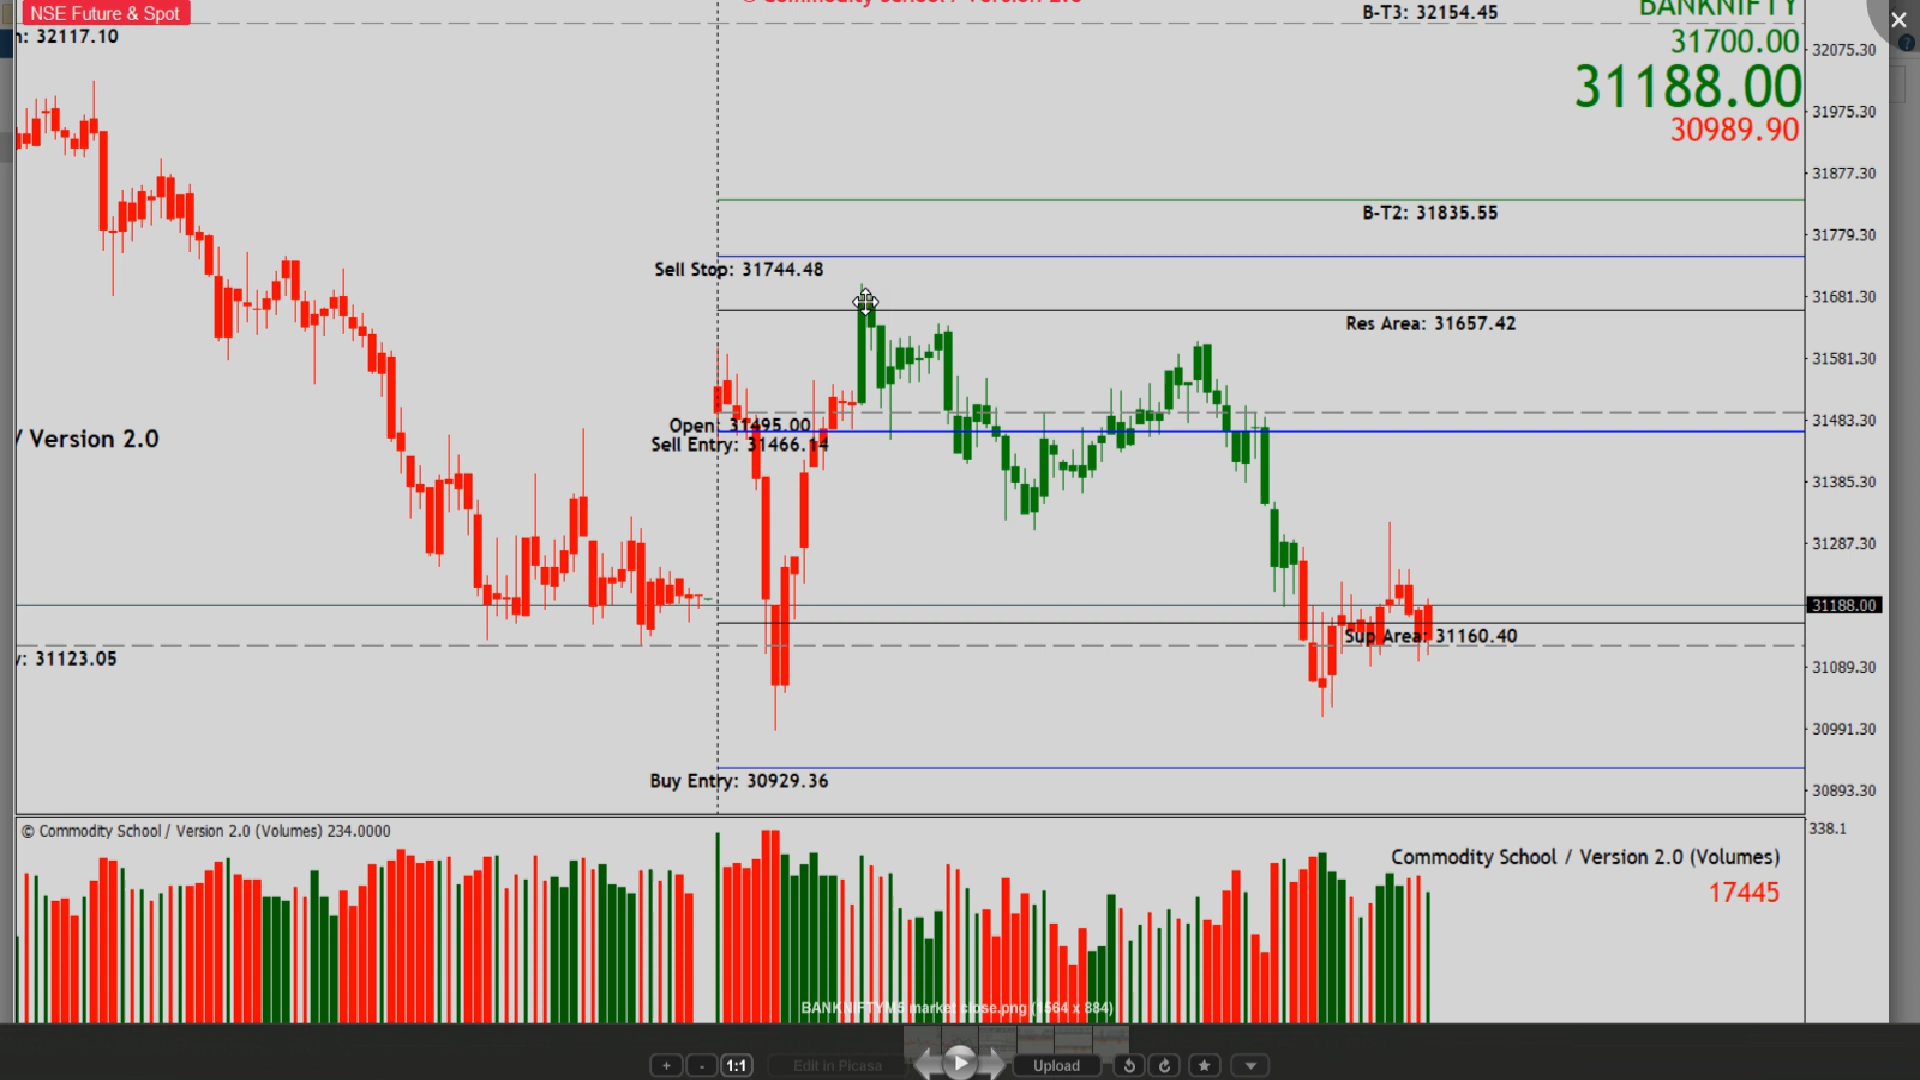 NSE Future & Spot
© Commodity School / Version 2.0
B-T3: 32154.45
BANKNIFTY
: 32117.10
31700.00
32075.30
31188.00
31975.30
30989.90
31877.30
B-T2: 31835.55
31779.30
Sell Stop: 31744.48
31681.30
Res Area: 31657.42
31581.30
Open: 31495.00
31483.30
/ Version 2.0
Sell Entry: 31466.14
31385.30
31287.30
31188.00
Sup Area: 31160.40
: 31123.05
31089.30
30991.30
Buy Entry: 30929.36
30893.30
© Commodity School / Version 2.0 (Volumes) 234.0000
338.1
Commodity School / Version 2.0 (Volumes)
17445
BANKNIFTYM5 market close.png (1564 x 884)
+ - 1:1 Edit in Picasa Upload